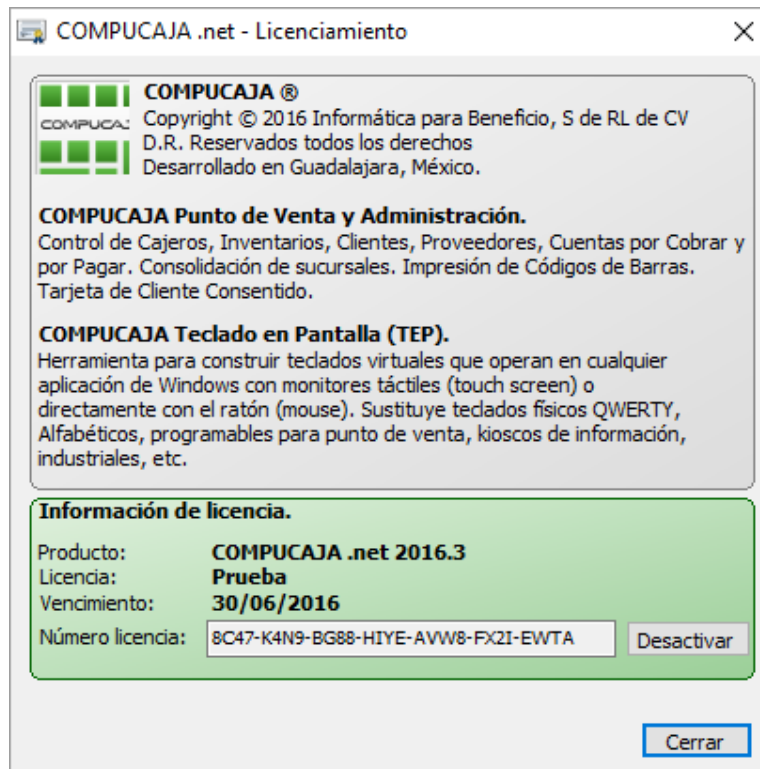 COMPUCAJA .net - Licenciamiento
COMPUCAJA ®
COMPUCA:
Copyright © 2016 Informática para Beneficio, S de RL de CV
D.R. Reservados todos los derechos
Desarrollado en Guadalajara, México.
COMPUCAJA Punto de Venta y Administración.
Control de Cajeros, Inventarios, Clientes, Proveedores, Cuentas por Cobrar y
por Pagar. Consolidación de sucursales. Impresión de Códigos de Barras.
Tarjeta de Cliente Consentido.
COMPUCAJA Teclado en Pantalla (TEP).
Herramienta para construir teclados virtuales que operan en cualquier
aplicación de Windows con monitores táctiles (touch screen) o
directamente con el ratón (mouse). Sustituye teclados físicos QWERTY,
Alfabéticos, programables para punto de venta, kioscos de información,
industriales, etc.
Información de licencia.
Producto: COMPUCAJA .net 2016.3
Licencia: Prueba
Vencimiento: 30/06/2016
Número licencia: 8C47-K4N9-BG88-HIYE-AVW8-FX2I-EWTA Desactivar
Cerrar